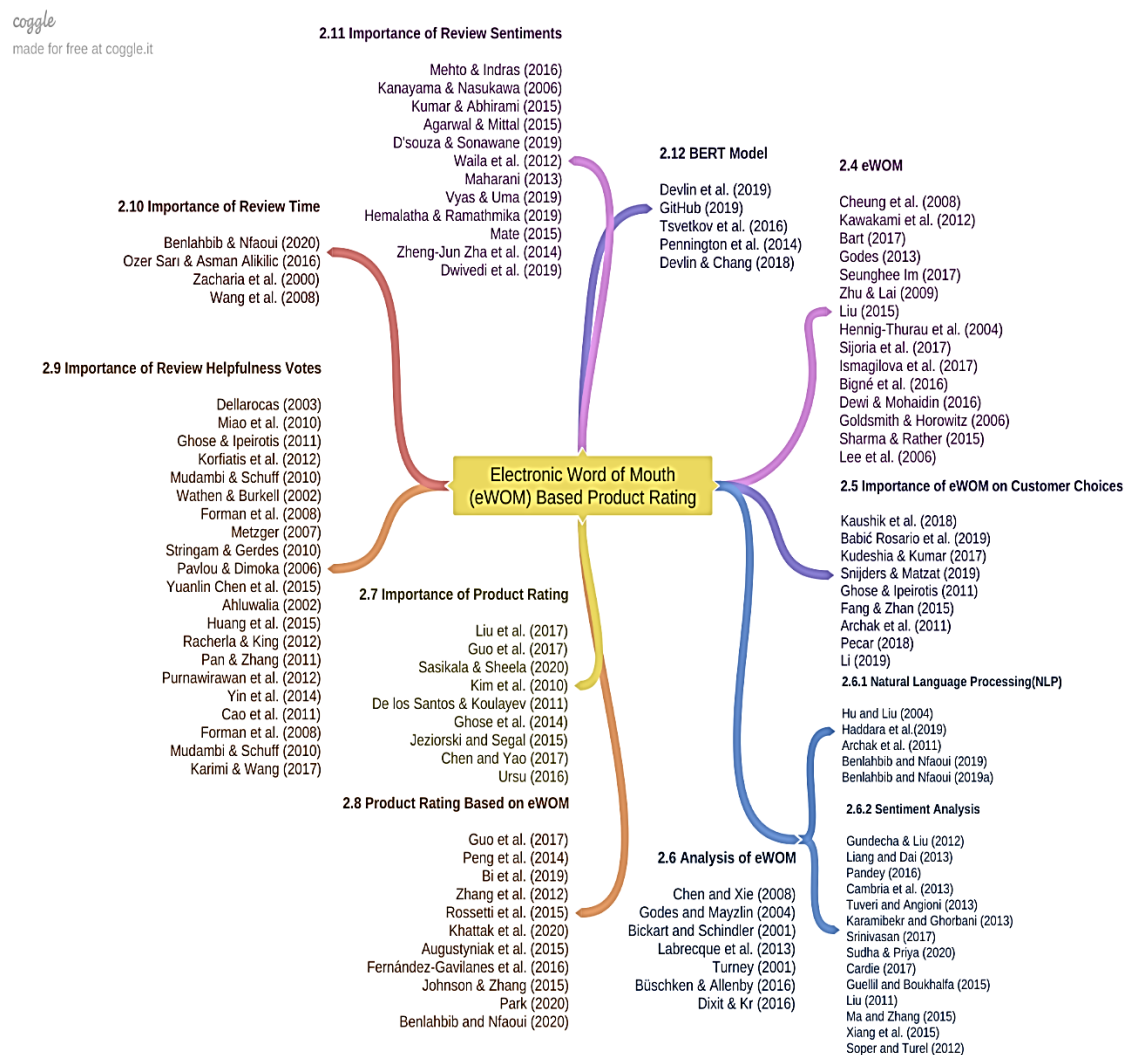 coggle
made for free at coggle.it
2.11 Importance of Review Sentiments
Mehto & Indras (2016)
Kanayama & Nasukawa (2006)
Kumar & Abhirami (2015)
Agarwal & Mittal (2015)
D'souza & Sonawane (2019)
Waila et al. (2012)
Maharani (2013)
Vyas & Uma (2019)
Hemalatha & Ramathmika (2019)
Mate (2015)
Zheng-Jun Zha et al. (2014)
Dwivedi et al. (2019)
2.12 BERT Model
Devlin et al. (2019)
GitHub (2019)
Tsvetkov et al. (2016)
Pennington et al. (2014)
Devlin & Chang (2018)
2.4 eWOM
Cheung et al. (2008)
Kawakami et al. (2012)
Bart (2017)
Godes (2013)
Seunghee Im (2017)
Zhu & Lai (2009)
Liu (2015)
Hennig-Thurau et al. (2004)
Sijoria et al. (2017)
Ismagilova et al. (2017)
Bigné et al. (2016)
Dewi & Mohaidin (2016)
Goldsmith & Horowitz (2006)
Sharma & Rather (2015)
Lee et al. (2006)
2.10 Importance of Review Time
Benlahbib & Nfaoui (2020)
Ozer Sarı & Asman Alikilic (2016)
Zacharia et al. (2000)
Wang et al. (2008)
2.9 Importance of Review Helpfulness Votes
Dellarocas (2003)
Miao et al. (2010)
Ghose & Ipeirotis (2011)
Korfiatis et al. (2012)
Mudambi & Schuff (2010)
Wathen & Burkell (2002)
Forman et al. (2008)
Metzger (2007)
Stringam & Gerdes (2010)
Pavlou & Dimoka (2006)
Yuanlin Chen et al. (2015)
Ahluwalia (2002)
Huang et al. (2015)
Racherla & King (2012)
Pan & Zhang (2011)
Purnawirawan et al. (2012)
Yin et al. (2014)
Cao et al. (2011)
Forman et al. (2008)
Mudambi & Schuff (2010)
Karimi & Wang (2017)
Electronic Word of Mouth
(eWOM) Based Product Rating
2.5 Importance of eWOM on Customer Choices
Kaushik et al. (2018)
Babić Rosario et al. (2019)
Kudeshia & Kumar (2017)
Snijders & Matzat (2019)
Ghose & Ipeirotis (2011)
Fang & Zhan (2015)
Archak et al. (2011)
Pecar (2018)
Li (2019)
2.7 Importance of Product Rating
Liu et al. (2017)
Guo et al. (2017)
Sasikala & Sheela (2020)
Kim et al. (2010)
De los Santos & Koulayev (2011)
Ghose et al. (2014)
Jeziorski and Segal (2015)
Chen and Yao (2017)
Ursu (2016)
2.8 Product Rating Based on eWOM
Guo et al. (2017)
Peng et al. (2014)
Bi et al. (2019)
Zhang et al. (2012)
Rossetti et al. (2015)
Khattak et al. (2020)
Augustyniak et al. (2015)
Fernández-Gavilanes et al. (2016)
Johnson & Zhang (2015)
Park (2020)
Benlahbib and Nfaoui (2020)
2.6 Analysis of eWOM
Chen and Xie (2008)
Godes and Mayzlin (2004)
Bickart and Schindler (2001)
Labrecque et al. (2013)
Turney (2001)
Büschken & Allenby (2016)
Dixit & Kr (2016)
2.6.1 Natural Language Processing(NLP)
Hu and Liu (2004)
Haddara et al.(2019)
Archak et al. (2011)
Benlahbib and Nfaoui (2019)
Benlahbib and Nfaoui (2019a)
2.6.2 Sentiment Analysis
Gundecha & Liu (2012)
Liang and Dai (2013)
Pandey (2016)
Cambria et al. (2013)
Tuveri and Angioni (2013)
Karamibekr and Ghorbani (2013)
Srinivasan (2017)
Sudha & Priya (2020)
Cardie (2017)
Guellil and Boukhalfa (2015)
Liu (2011)
Ma and Zhang (2015)
Xiang et al. (2015)
Soper and Turel (2012)